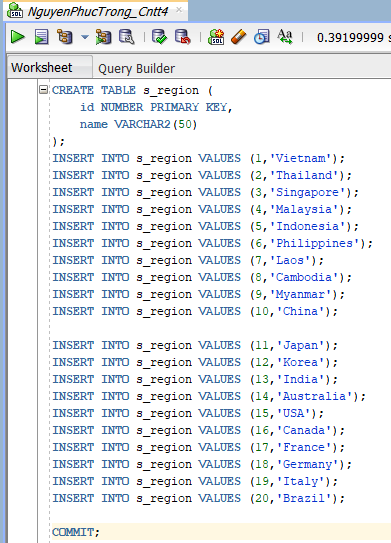 NguyenPhucTrong_Cntt4
0.39199999 s
Worksheet Query Builder
CREATE TABLE s_region (
    id NUMBER PRIMARY KEY,
    name VARCHAR2(50)
);
INSERT INTO s_region VALUES (1,'Vietnam');
INSERT INTO s_region VALUES (2,'Thailand');
INSERT INTO s_region VALUES (3,'Singapore');
INSERT INTO s_region VALUES (4,'Malaysia');
INSERT INTO s_region VALUES (5,'Indonesia');
INSERT INTO s_region VALUES (6,'Philippines');
INSERT INTO s_region VALUES (7,'Laos');
INSERT INTO s_region VALUES (8,'Cambodia');
INSERT INTO s_region VALUES (9,'Myanmar');
INSERT INTO s_region VALUES (10,'China');
INSERT INTO s_region VALUES (11,'Japan');
INSERT INTO s_region VALUES (12,'Korea');
INSERT INTO s_region VALUES (13,'India');
INSERT INTO s_region VALUES (14,'Australia');
INSERT INTO s_region VALUES (15,'USA');
INSERT INTO s_region VALUES (16,'Canada');
INSERT INTO s_region VALUES (17,'France');
INSERT INTO s_region VALUES (18,'Germany');
INSERT INTO s_region VALUES (19,'Italy');
INSERT INTO s_region VALUES (20,'Brazil');
COMMIT;